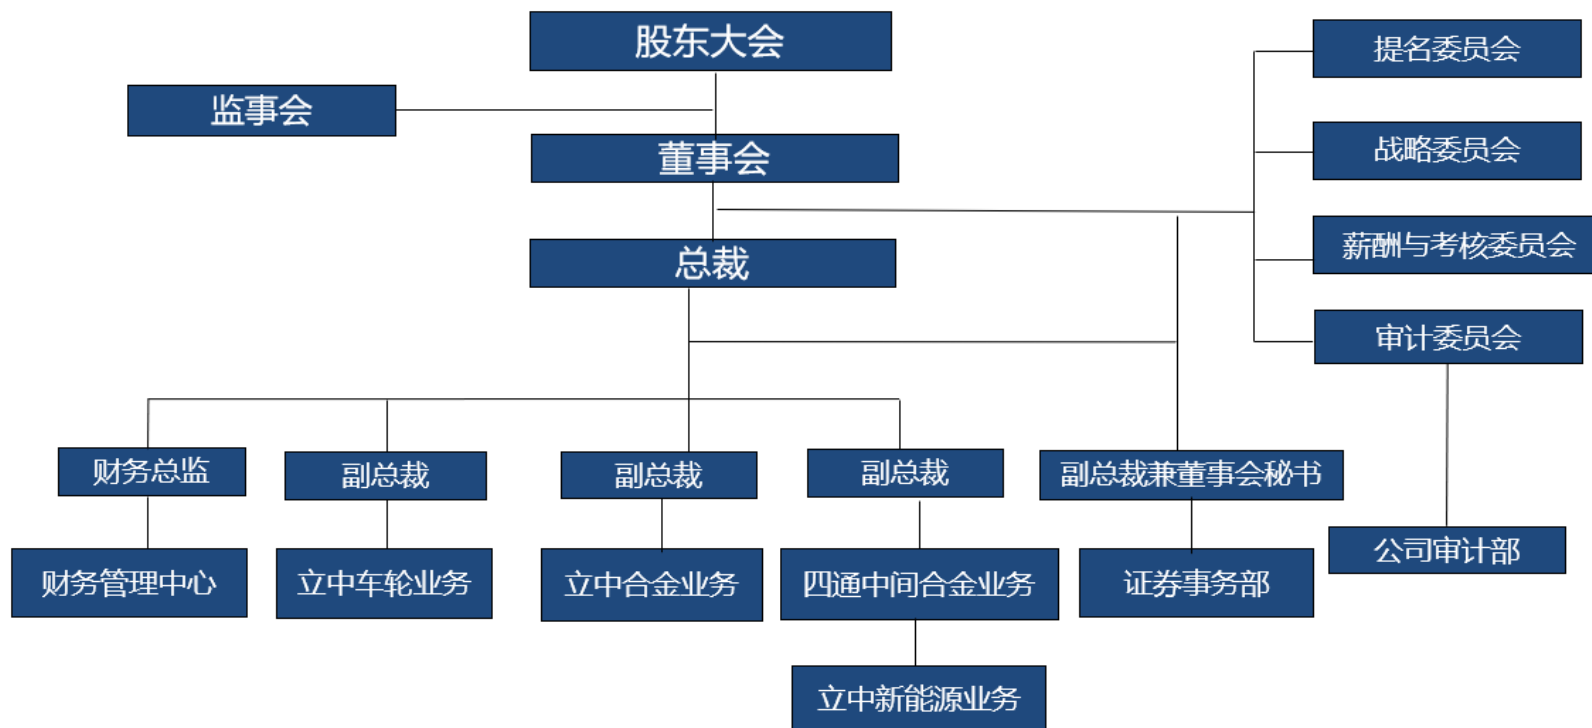 股东大会
提名委员会
监事会
董事会
战略委员会
总裁
薪酬与考核委员会
审计委员会
财务总监
副总裁
副总裁
副总裁
副总裁兼董事会秘书
公司审计部
财务管理中心
立中车轮业务
立中合金业务
四通中间合金业务
证券事务部
立中新能源业务